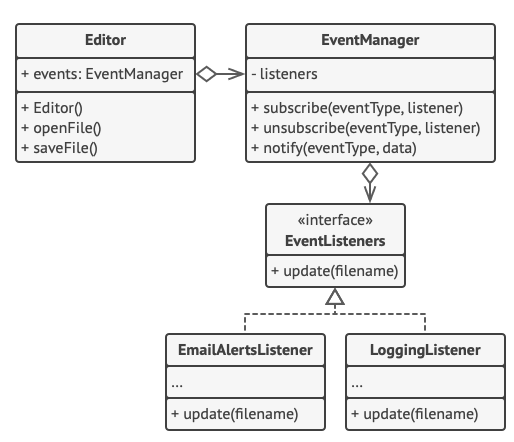 Editor
+ events: EventManager
+ Editor()
+ openFile()
+ saveFile()
EventManager
- listeners
+ subscribe(eventType, listener)
+ unsubscribe(eventType, listener)
+ notify(eventType, data)
«interface»
EventListeners
+ update(filename)
EmailAlertsListener
...
+ update(filename)
LoggingListener
...
+ update(filename)